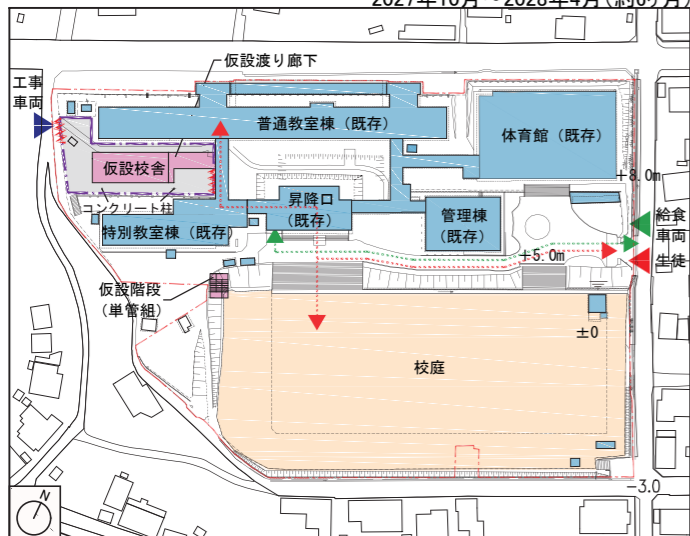 2027年10月～2028年4月(約6ヶ月)
仮設渡り廊下
工事
車両
普通教室棟（既存）
体育館（既存）
仮設校舎
+8.0m
コンクリート柱
昇降口
（既存）
管理棟
（既存）
給食
車両
特別教室棟（既存）
+5.0m
生徒
仮設階段
（単管組）
±0
校庭
-3.0
N